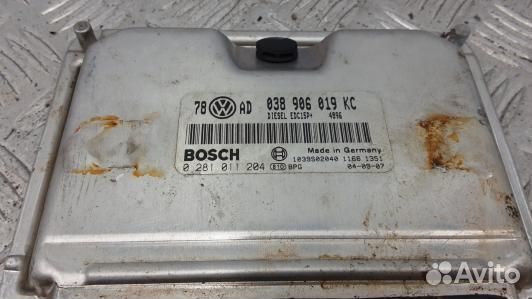 78 AD 038 906 019 KC
DIESEL EDC15P+ 4896
BOSCH Made in Germany
1039S02040 1166 1351
0 281 011 204 BPG 04-09-07
Avito